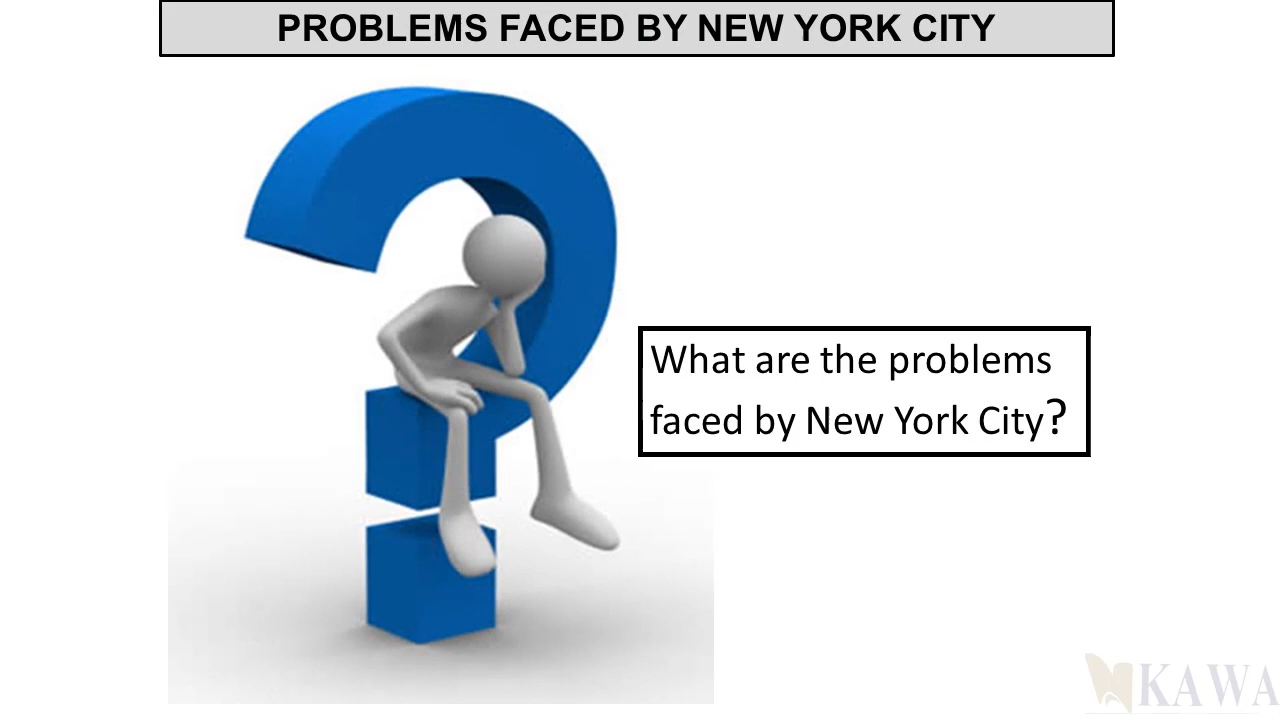 PROBLEMS FACED BY NEW YORK CITY
What are the problems
faced by New York City?
KAWA